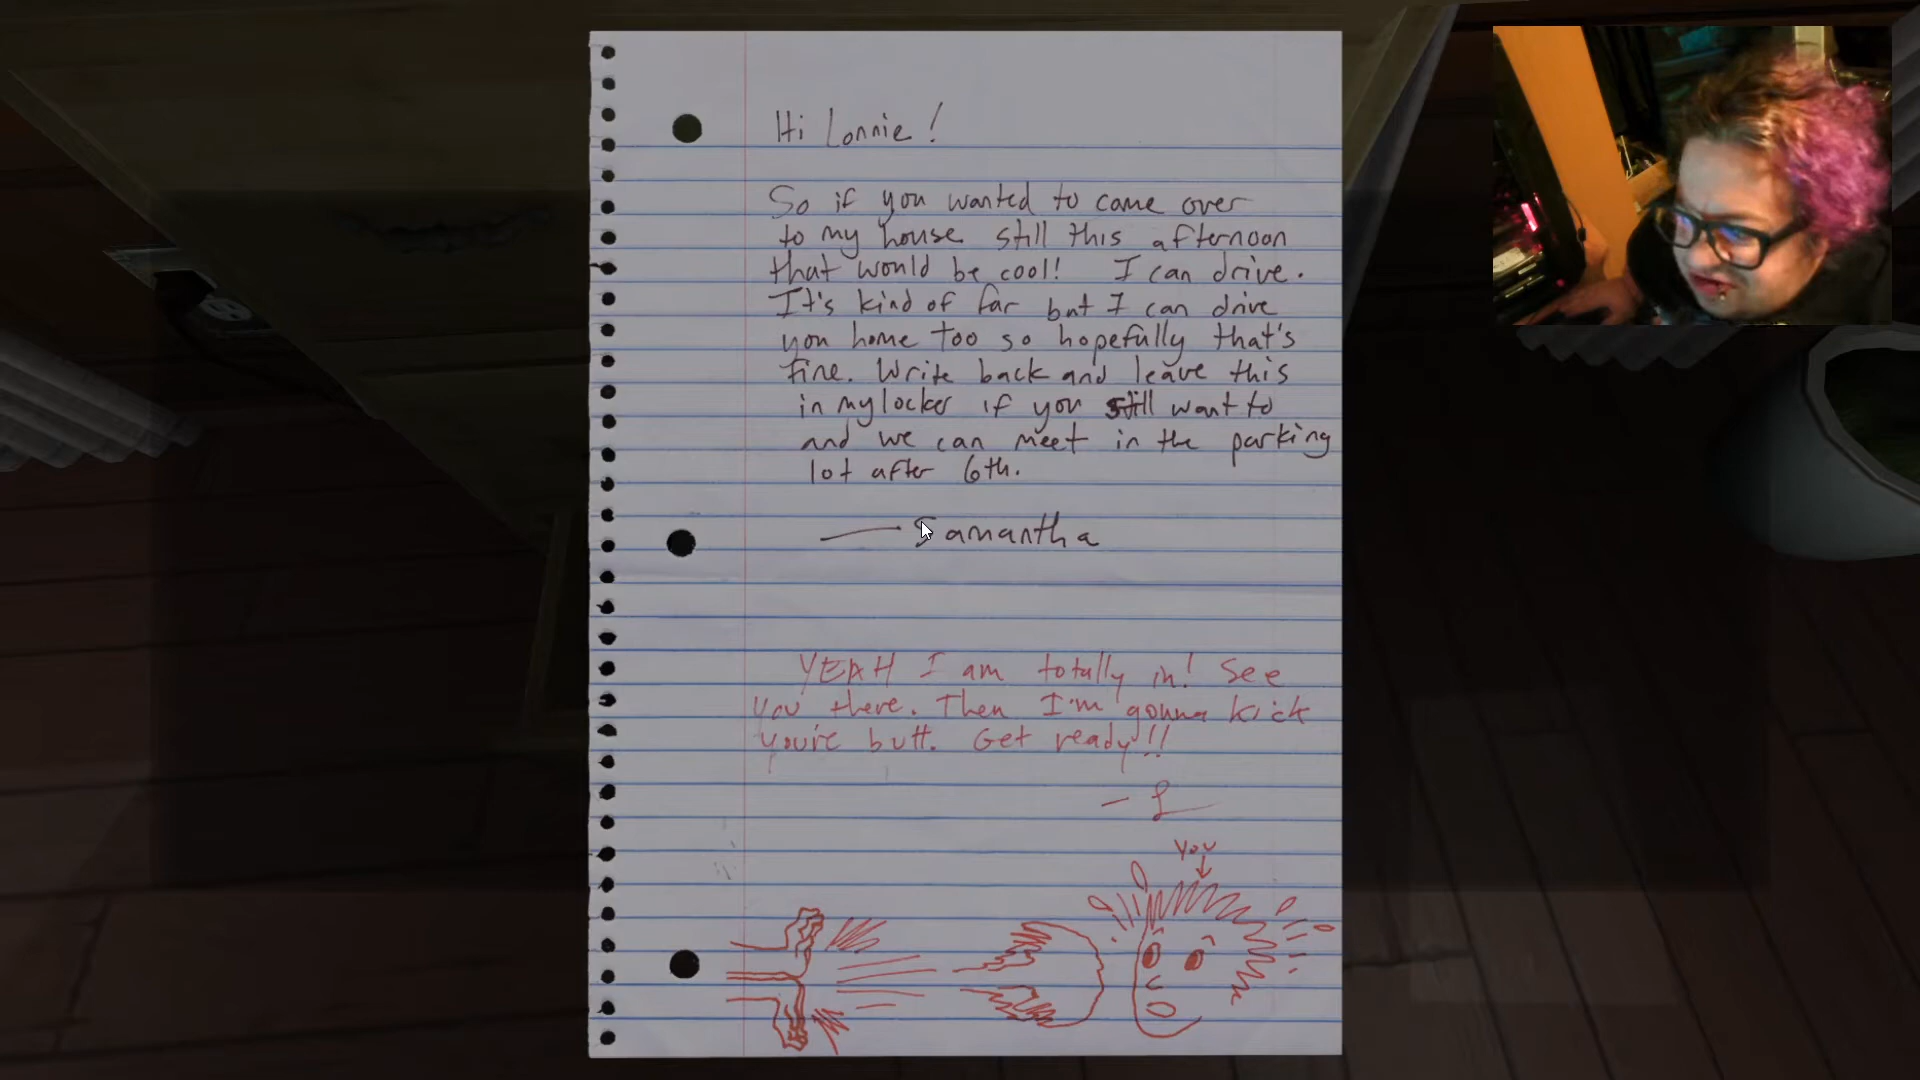 Hi Lonnie!
So if you wanted to come over
to my house still this afternoon
that would be cool! I can drive.
It's kind of far but I can drive
you home too so hopefully that's
fine. Write back and leave this
in my locker if you still want to
and we can meet in the parking
lot after 6th.
— Samantha
YEAH I am totally in! See
you there. Then I'm gonna kick
you're butt. Get ready!!
- L
you